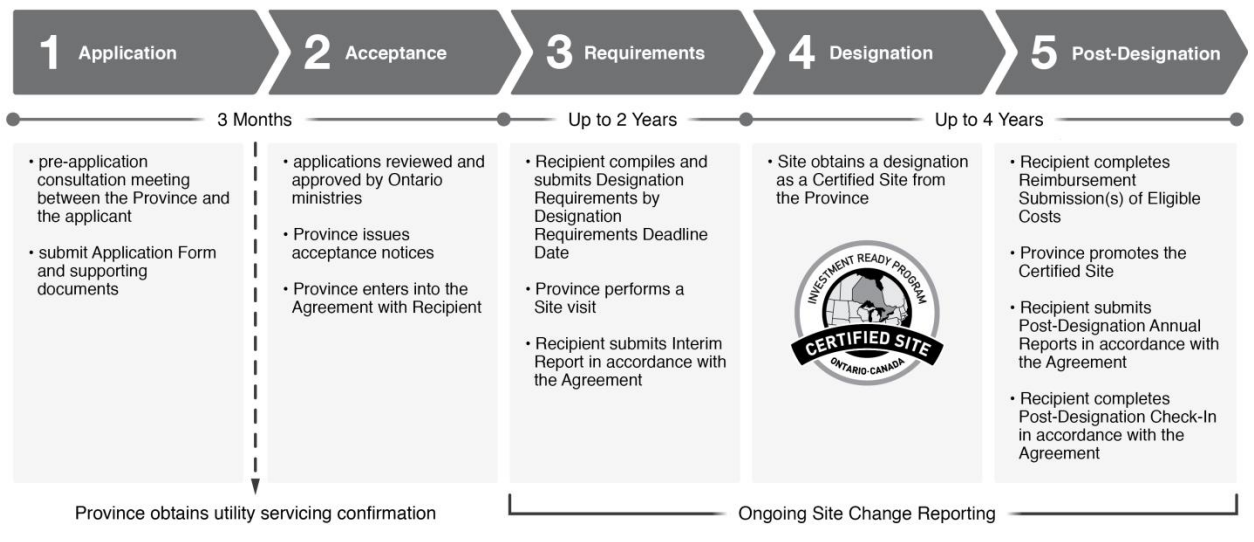 1 Application
2 Acceptance
3 Requirements
4 Designation
5 Post-Designation
3 Months
Up to 2 Years
Up to 4 Years
• pre-application
consultation meeting
between the Province and
the applicant
• submit Application Form
and supporting
documents
• applications reviewed and
approved by Ontario
ministries
• Province issues
acceptance notices
• Province enters into the
Agreement with Recipient
• Recipient compiles and
submits Designation
Requirements by
Designation
Requirements Deadline
Date
• Province performs a
Site visit
• Recipient submits Interim
Report in accordance with
the Agreement
• Site obtains a designation
as a Certified Site from
the Province
INVESTMENT READY PROGRAM
CERTIFIED SITE
ONTARIO-CANADA
• Recipient completes
Reimbursement
Submission(s) of Eligible
Costs
• Province promotes the
Certified Site
• Recipient submits
Post-Designation Annual
Reports in accordance with
the Agreement
• Recipient completes
Post-Designation Check-In
in accordance with the
Agreement
Province obtains utility servicing confirmation
Ongoing Site Change Reporting